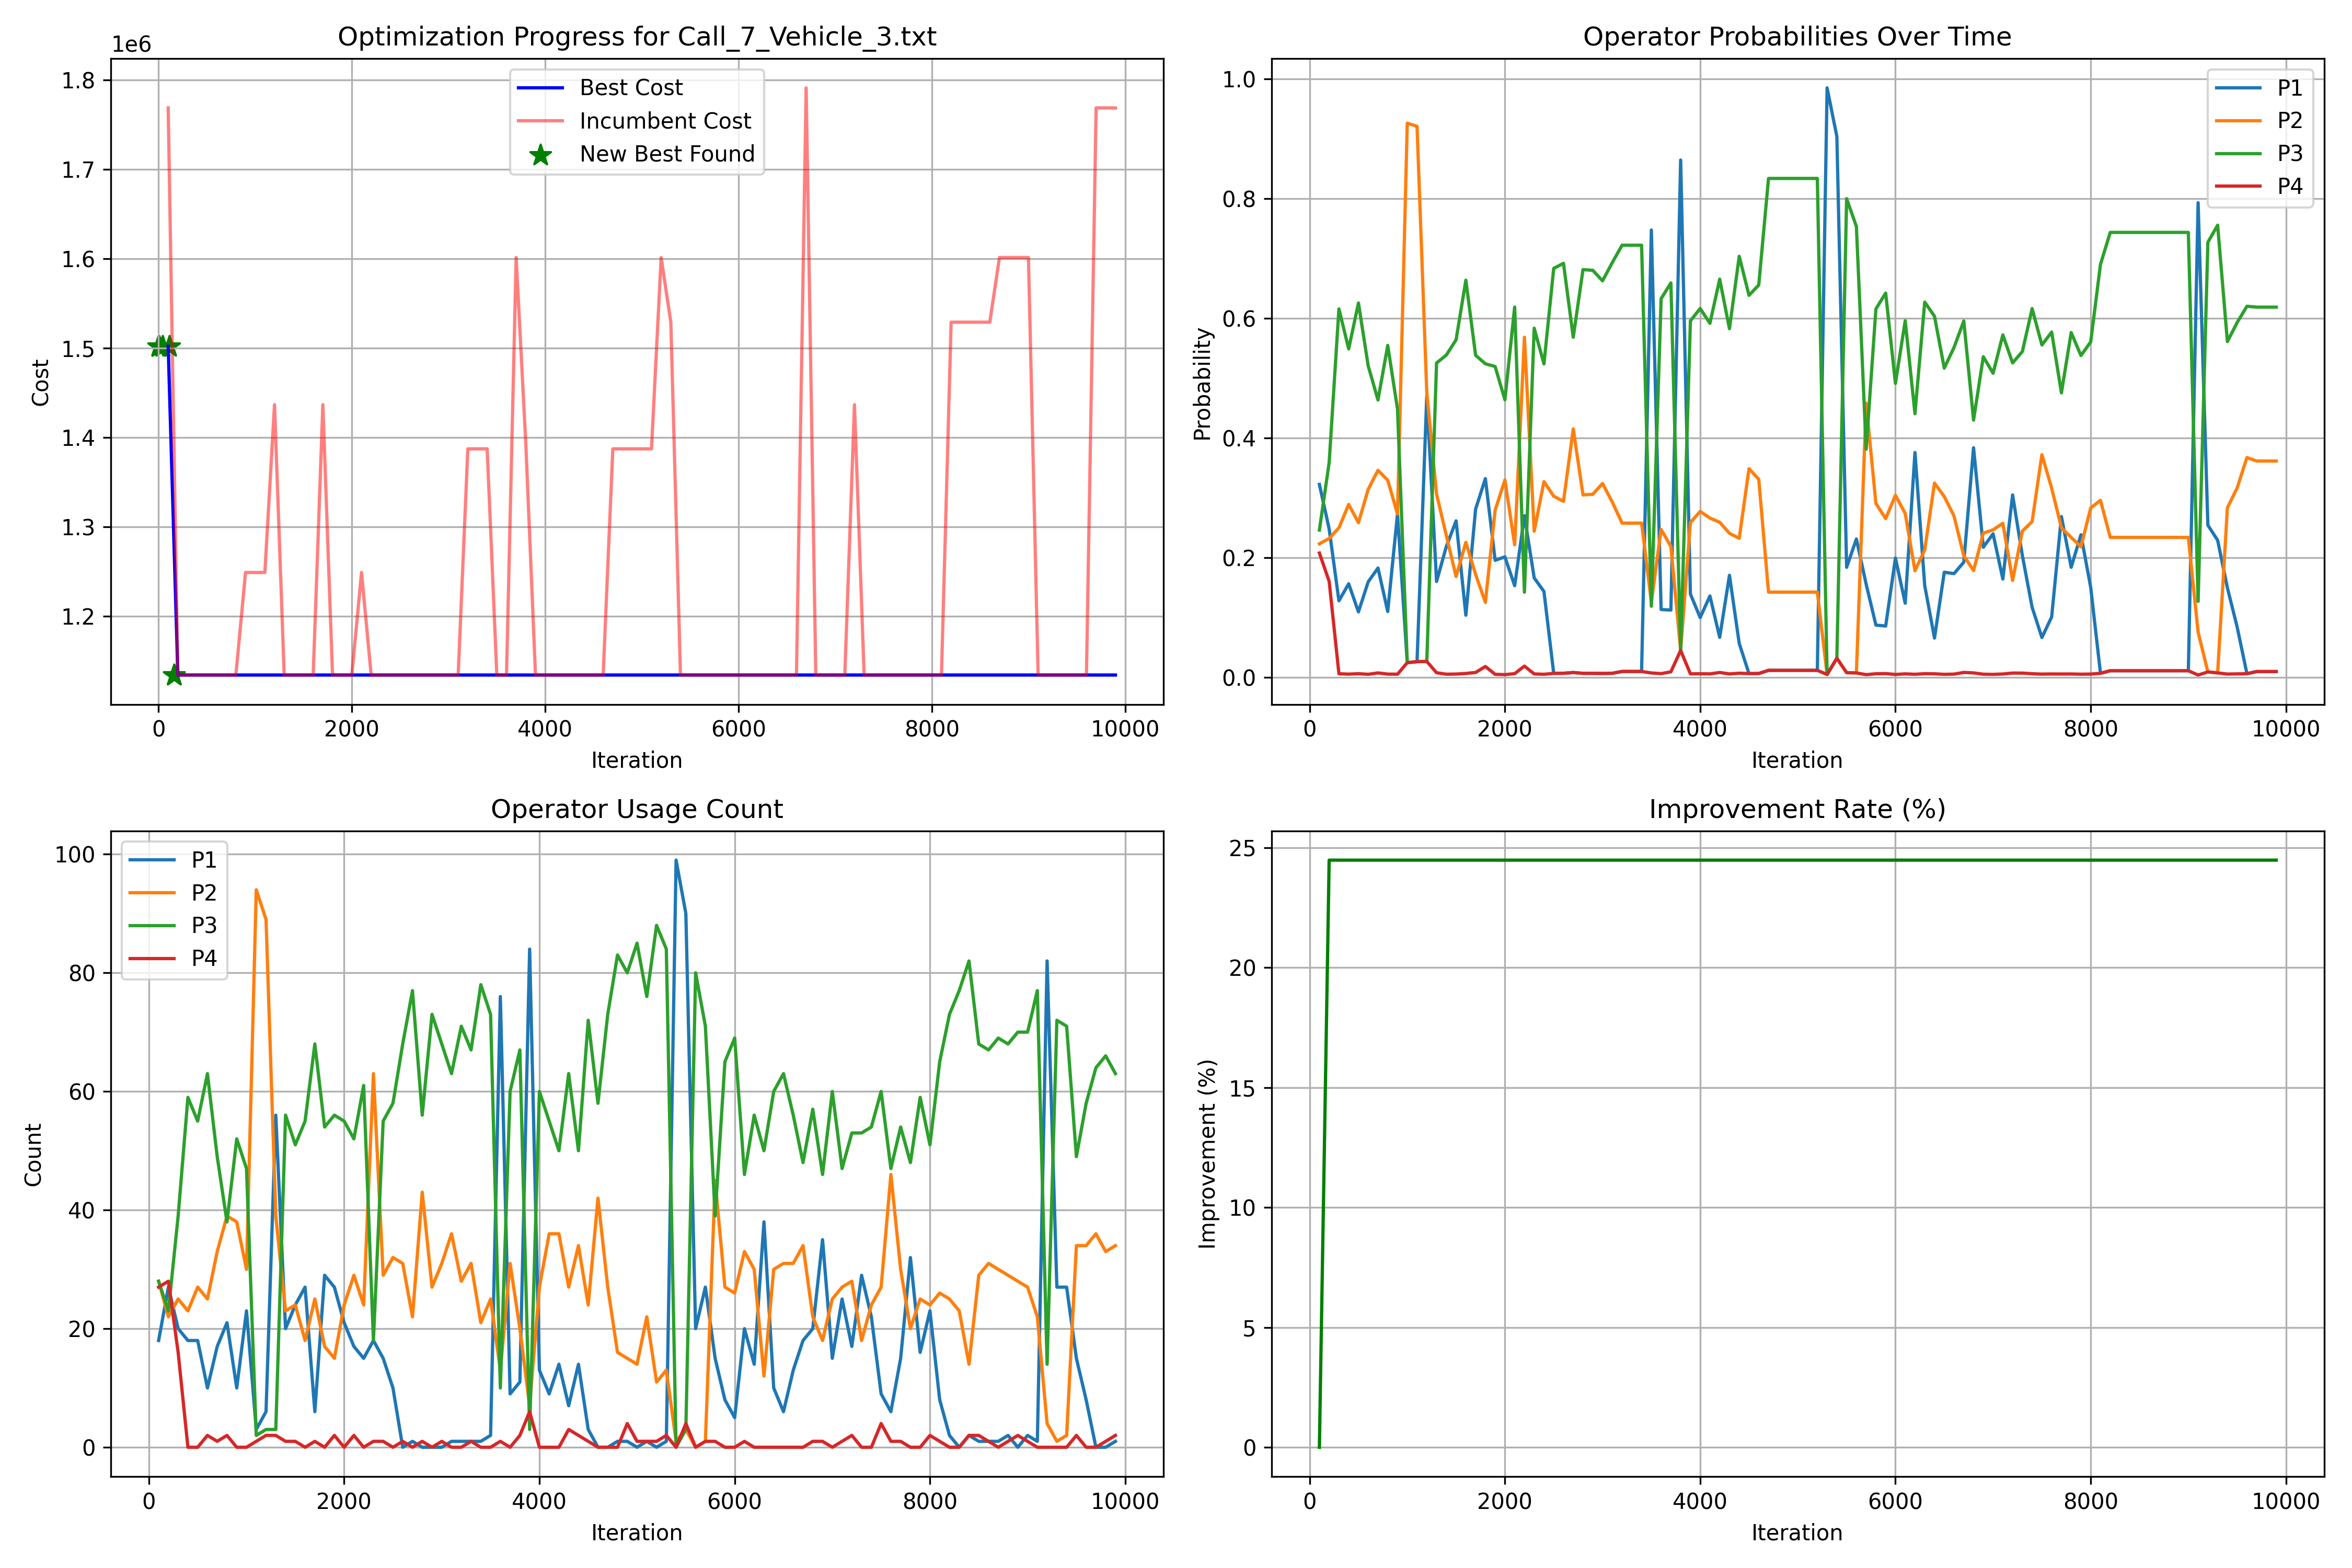 Optimization Progress for Call_7_Vehicle_3.txt
1e6
1.8
1.7
1.6
1.5
1.4
1.3
1.2
Cost
0
2000
4000
6000
8000
10000
Iteration
Best Cost
Incumbent Cost
New Best Found
Operator Probabilities Over Time
1.0
0.8
0.6
0.4
0.2
0.0
Probability
0
2000
4000
6000
8000
10000
Iteration
P1
P2
P3
P4
Operator Usage Count
100
80
60
40
20
0
Count
0
2000
4000
6000
8000
10000
Iteration
P1
P2
P3
P4
Improvement Rate (%)
25
20
15
10
5
0
Improvement (%)
0
2000
4000
6000
8000
10000
Iteration